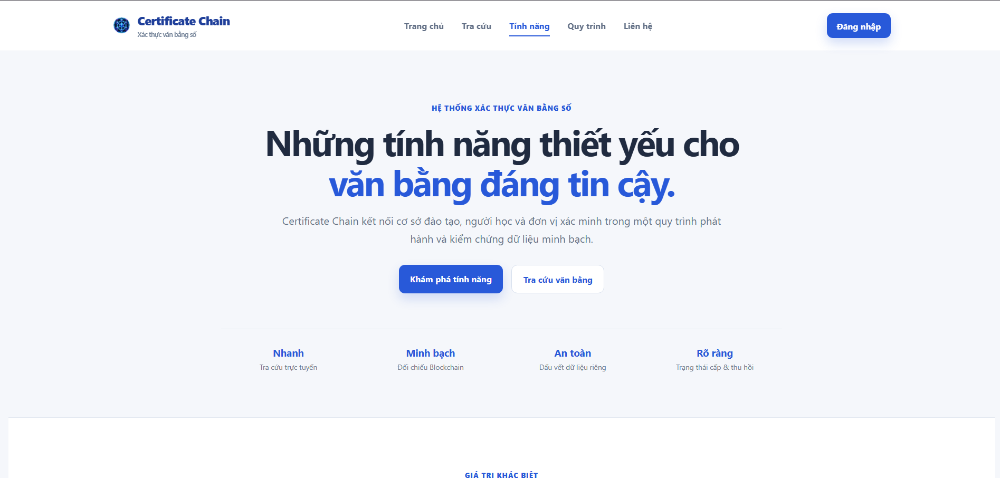 Certificate Chain
Xác thực văn bằng số
Trang chủ
Tra cứu
Tính năng
Quy trình
Liên hệ
Đăng nhập
HỆ THỐNG XÁC THỰC VĂN BẰNG SỐ
Những tính năng thiết yếu cho
văn bằng đáng tin cậy.
Certificate Chain kết nối cơ sở đào tạo, người học và đơn vị xác minh trong một quy trình phát
hành và kiểm chứng dữ liệu minh bạch.
Khám phá tính năng
Tra cứu văn bằng
Nhanh
Tra cứu trực tuyến
Minh bạch
Đối chiếu Blockchain
An toàn
Dấu vết dữ liệu riêng
Rõ ràng
Trạng thái cấp & thu hồi
GIÁ TRỊ KHÁC BIỆT